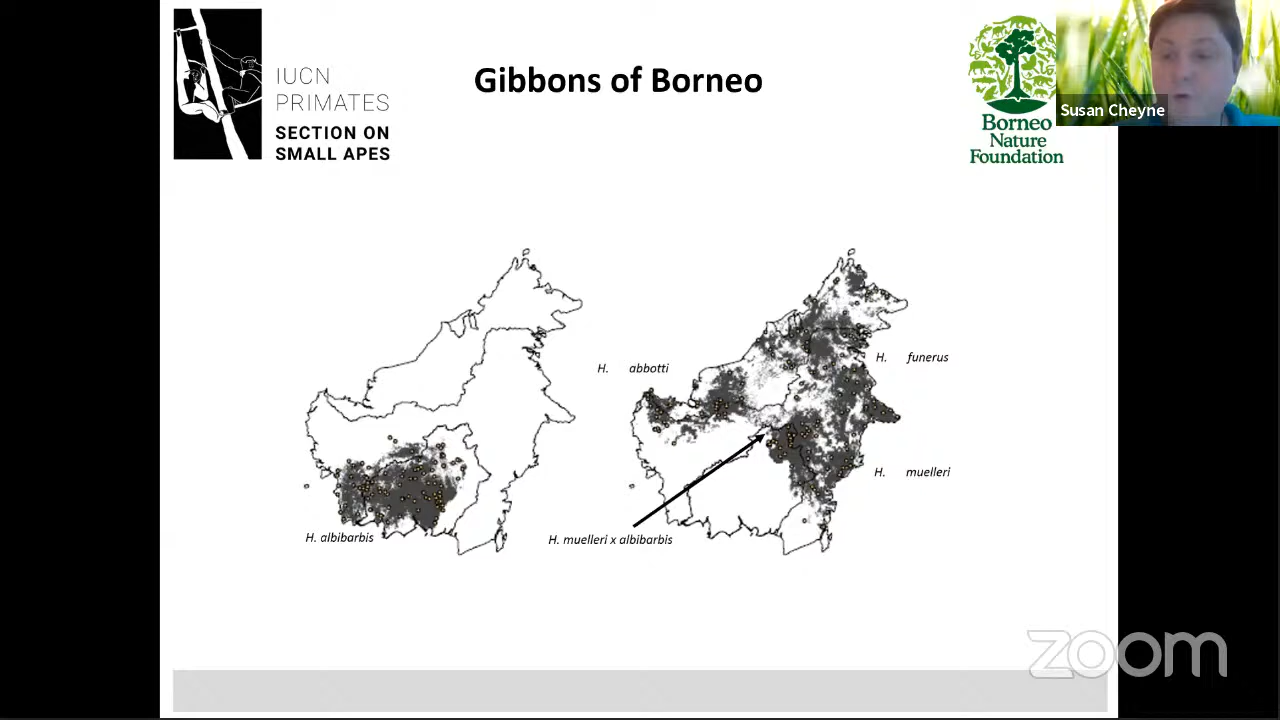 IUCN
PRIMATES
SECTION ON
SMALL APES
Gibbons of Borneo
Borneo
Nature
Foundation
Susan Cheyne
H. abbotti
H. funerus
H. muelleri
H. albibarbis
H. muelleri x albibarbis
zoom